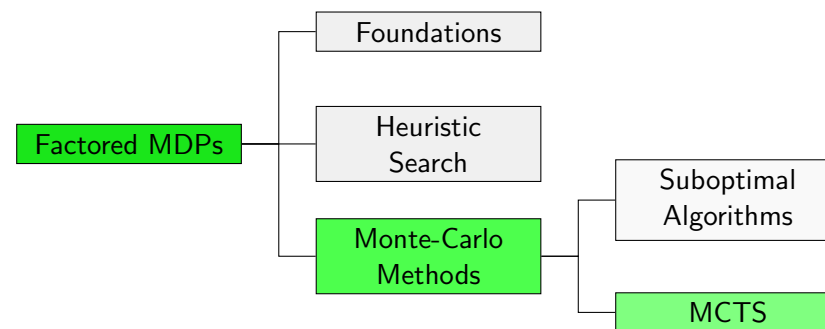 Foundations
Factored MDPs
Heuristic
Search
Monte-Carlo
Methods
Suboptimal
Algorithms
MCTS